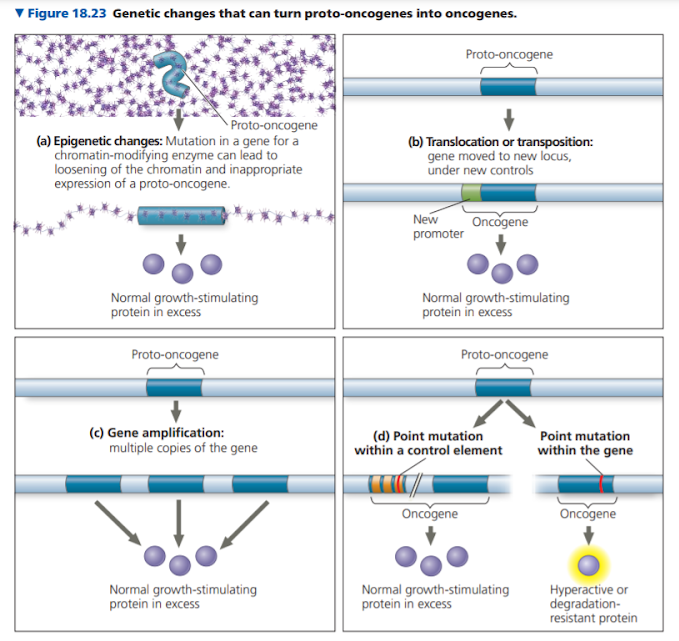 ▼ Figure 18.23 Genetic changes that can turn proto-oncogenes into oncogenes.
Proto-oncogene
(a) Epigenetic changes: Mutation in a gene for a
chromatin-modifying enzyme can lead to
loosening of the chromatin and inappropriate
expression of a proto-oncogene.
Normal growth-stimulating
protein in excess
Proto-oncogene
(b) Translocation or transposition:
gene moved to new locus,
under new controls
New
promoter
Oncogene
Normal growth-stimulating
protein in excess
Proto-oncogene
(c) Gene amplification:
multiple copies of the gene
Normal growth-stimulating
protein in excess
Proto-oncogene
(d) Point mutation
within a control element
Point mutation
within the gene
Oncogene
Oncogene
Normal growth-stimulating
protein in excess
Hyperactive or
degradation-
resistant protein